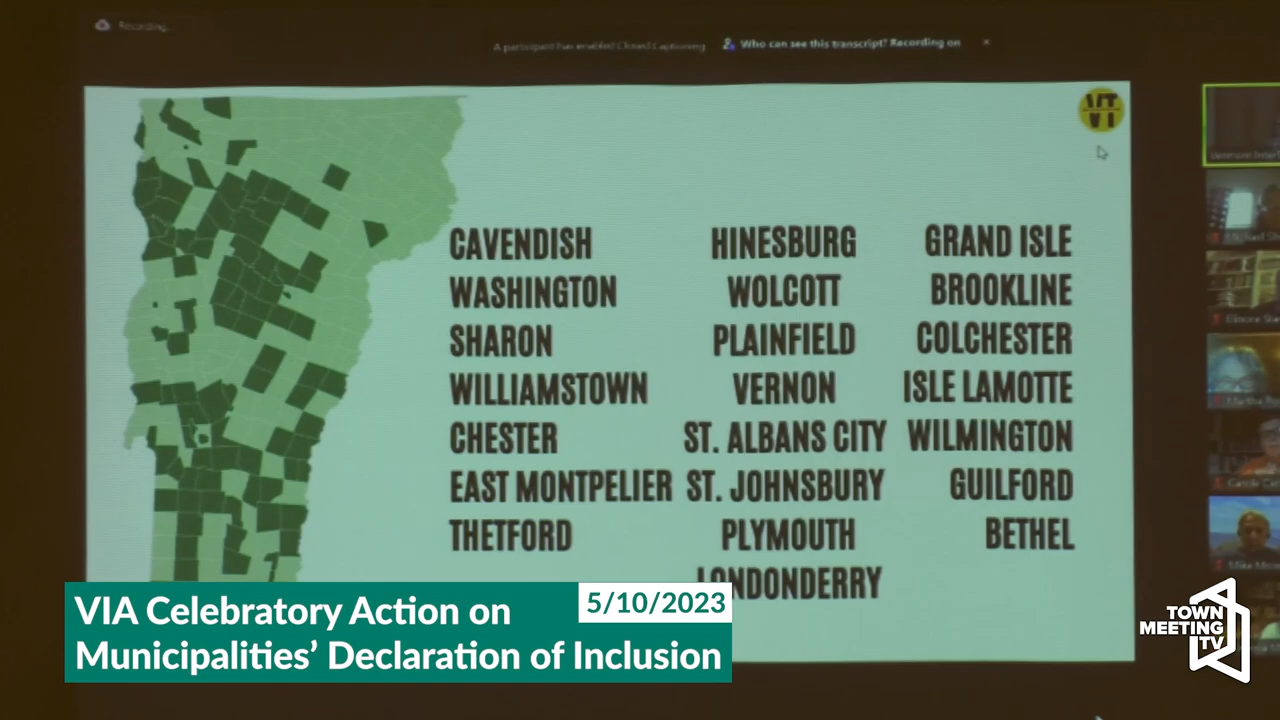 Recording...
A participant has enabled Closed Captioning
Who can see this transcript? Recording on
VT
CAVENDISH
HINESBURG
GRAND ISLE
WASHINGTON
WOLCOTT
BROOKLINE
SHARON
PLAINFIELD
COLCHESTER
WILLIAMSTOWN
VERNON
ISLE LAMOTTE
CHESTER
ST. ALBANS CITY
WILMINGTON
EAST MONTPELIER
ST. JOHNSBURY
GUILFORD
THETFORD
PLYMOUTH
BETHEL
LONDONDERRY
VIA Celebratory Action on
Municipalities’ Declaration of Inclusion
5/10/2023
TOWN
MEETING
TV